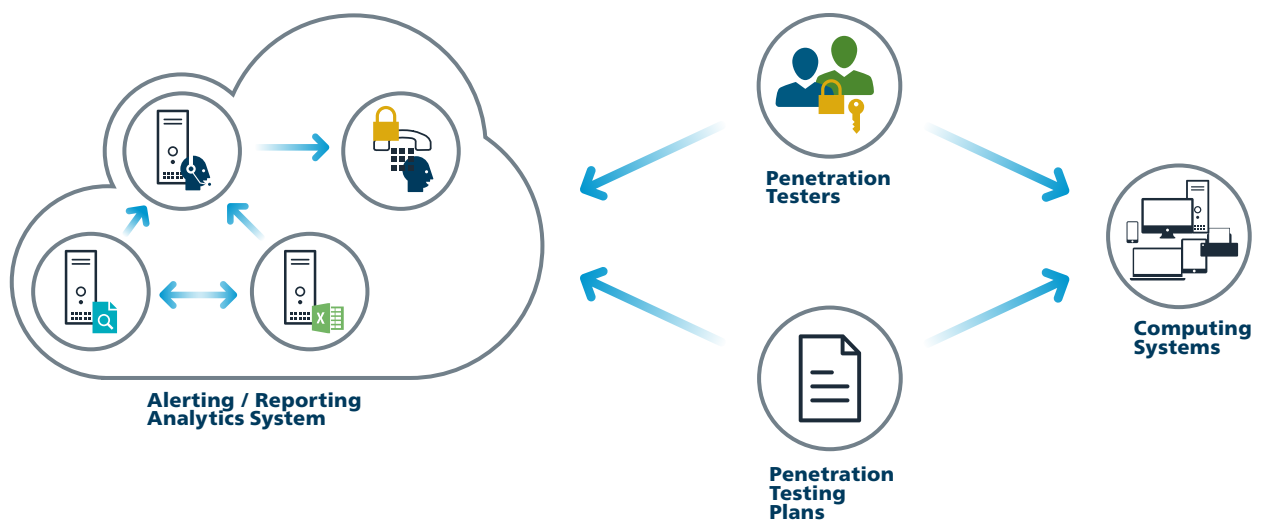 Penetration
Testers
Computing
Systems
Alerting / Reporting
Analytics System
Penetration
Testing
Plans
X